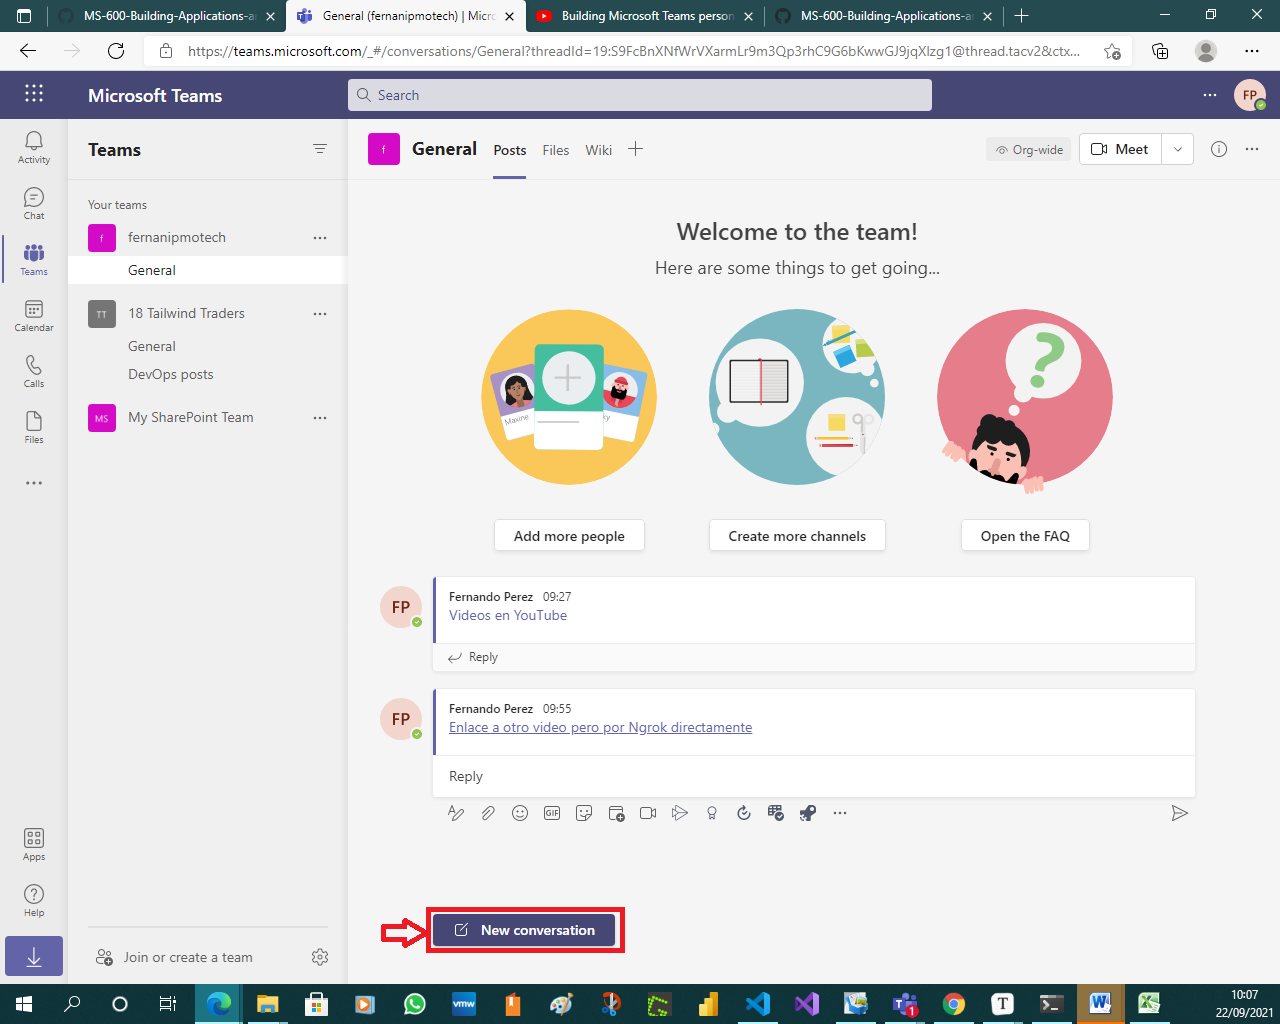 MS-600-Building-Applications-a
General (fernanipmotech) | Micr
Building Microsoft Teams person
MS-600-Building-Applications-a
https://teams.microsoft.com/_#/conversations/General?threadId=19:S9FcBnXNfWrVXarmLr9m3Qp3rhC9G6bKwwGJ9jqXlzg1@thread.tacv2&ctx...
Microsoft Teams
Search
FP
Activity
Chat
Teams
Calendar
Calls
Files
Apps
Help
Teams
Your teams
f
fernanipmotech
General
TT
18 Tailwind Traders
General
DevOps posts
MS
My SharePoint Team
Join or create a team
f
General
Posts
Files
Wiki
Org-wide
Meet
Welcome to the team!
Here are some things to get going...
Maxine
ky
Add more people
Create more channels
Open the FAQ
FP
Fernando Perez 09:27
Videos en YouTube
Reply
FP
Fernando Perez 09:55
Enlace a otro video pero por Ngrok directamente
Reply
GIF
New conversation
vmw
T
1
10:07
22/09/2021